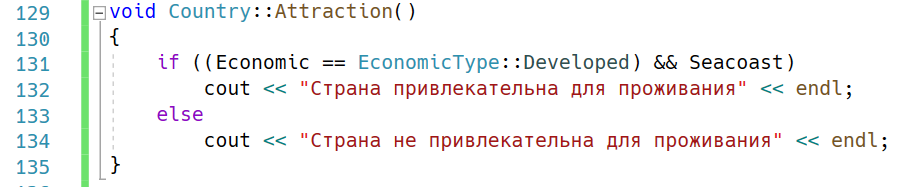 129 void Country::Attraction()
130 {
131 if ((Economic == EconomicType::Developed) && Seacoast)
132 cout << "Страна привлекательна для проживания" << endl;
133 else
134 cout << "Страна не привлекательна для проживания" << endl;
135 }